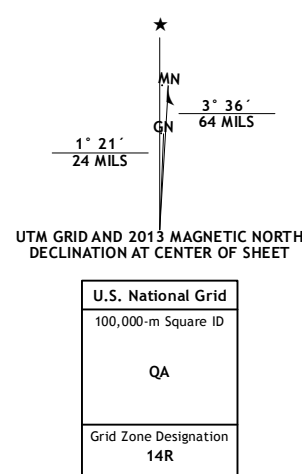 ★
MN
3° 36´
64 MILS
GN
1° 21´
24 MILS
UTM GRID AND 2013 MAGNETIC NORTH
DECLINATION AT CENTER OF SHEET
U.S. National Grid
100,000-m Square ID
QA
Grid Zone Designation
14R